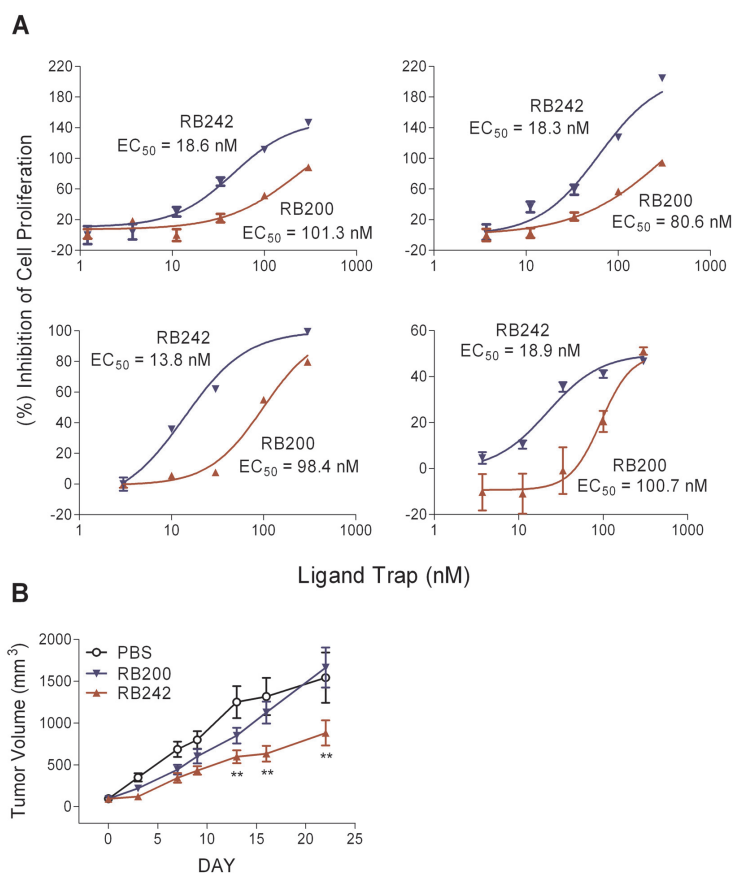 A
(%) Inhibition of Cell Proliferation
220
180
140
100
60
20
-20
1
10
100
1000
RB242
EC50 = 18.6 nM
RB200
EC50 = 101.3 nM
220
180
140
100
60
20
-20
1
10
100
1000
RB242
EC50 = 18.3 nM
RB200
EC50 = 80.6 nM
100
80
60
40
20
0
-20
1
10
100
1000
RB242
EC50 = 13.8 nM
RB200
EC50 = 98.4 nM
60
40
20
0
-20
1
10
100
1000
RB242
EC50 = 18.9 nM
RB200
EC50 = 100.7 nM
Ligand Trap (nM)
B
Tumor Volume (mm3)
2000
1500
1000
500
0
PBS
RB200
RB242
**
**
**
0
5
10
15
20
25
DAY